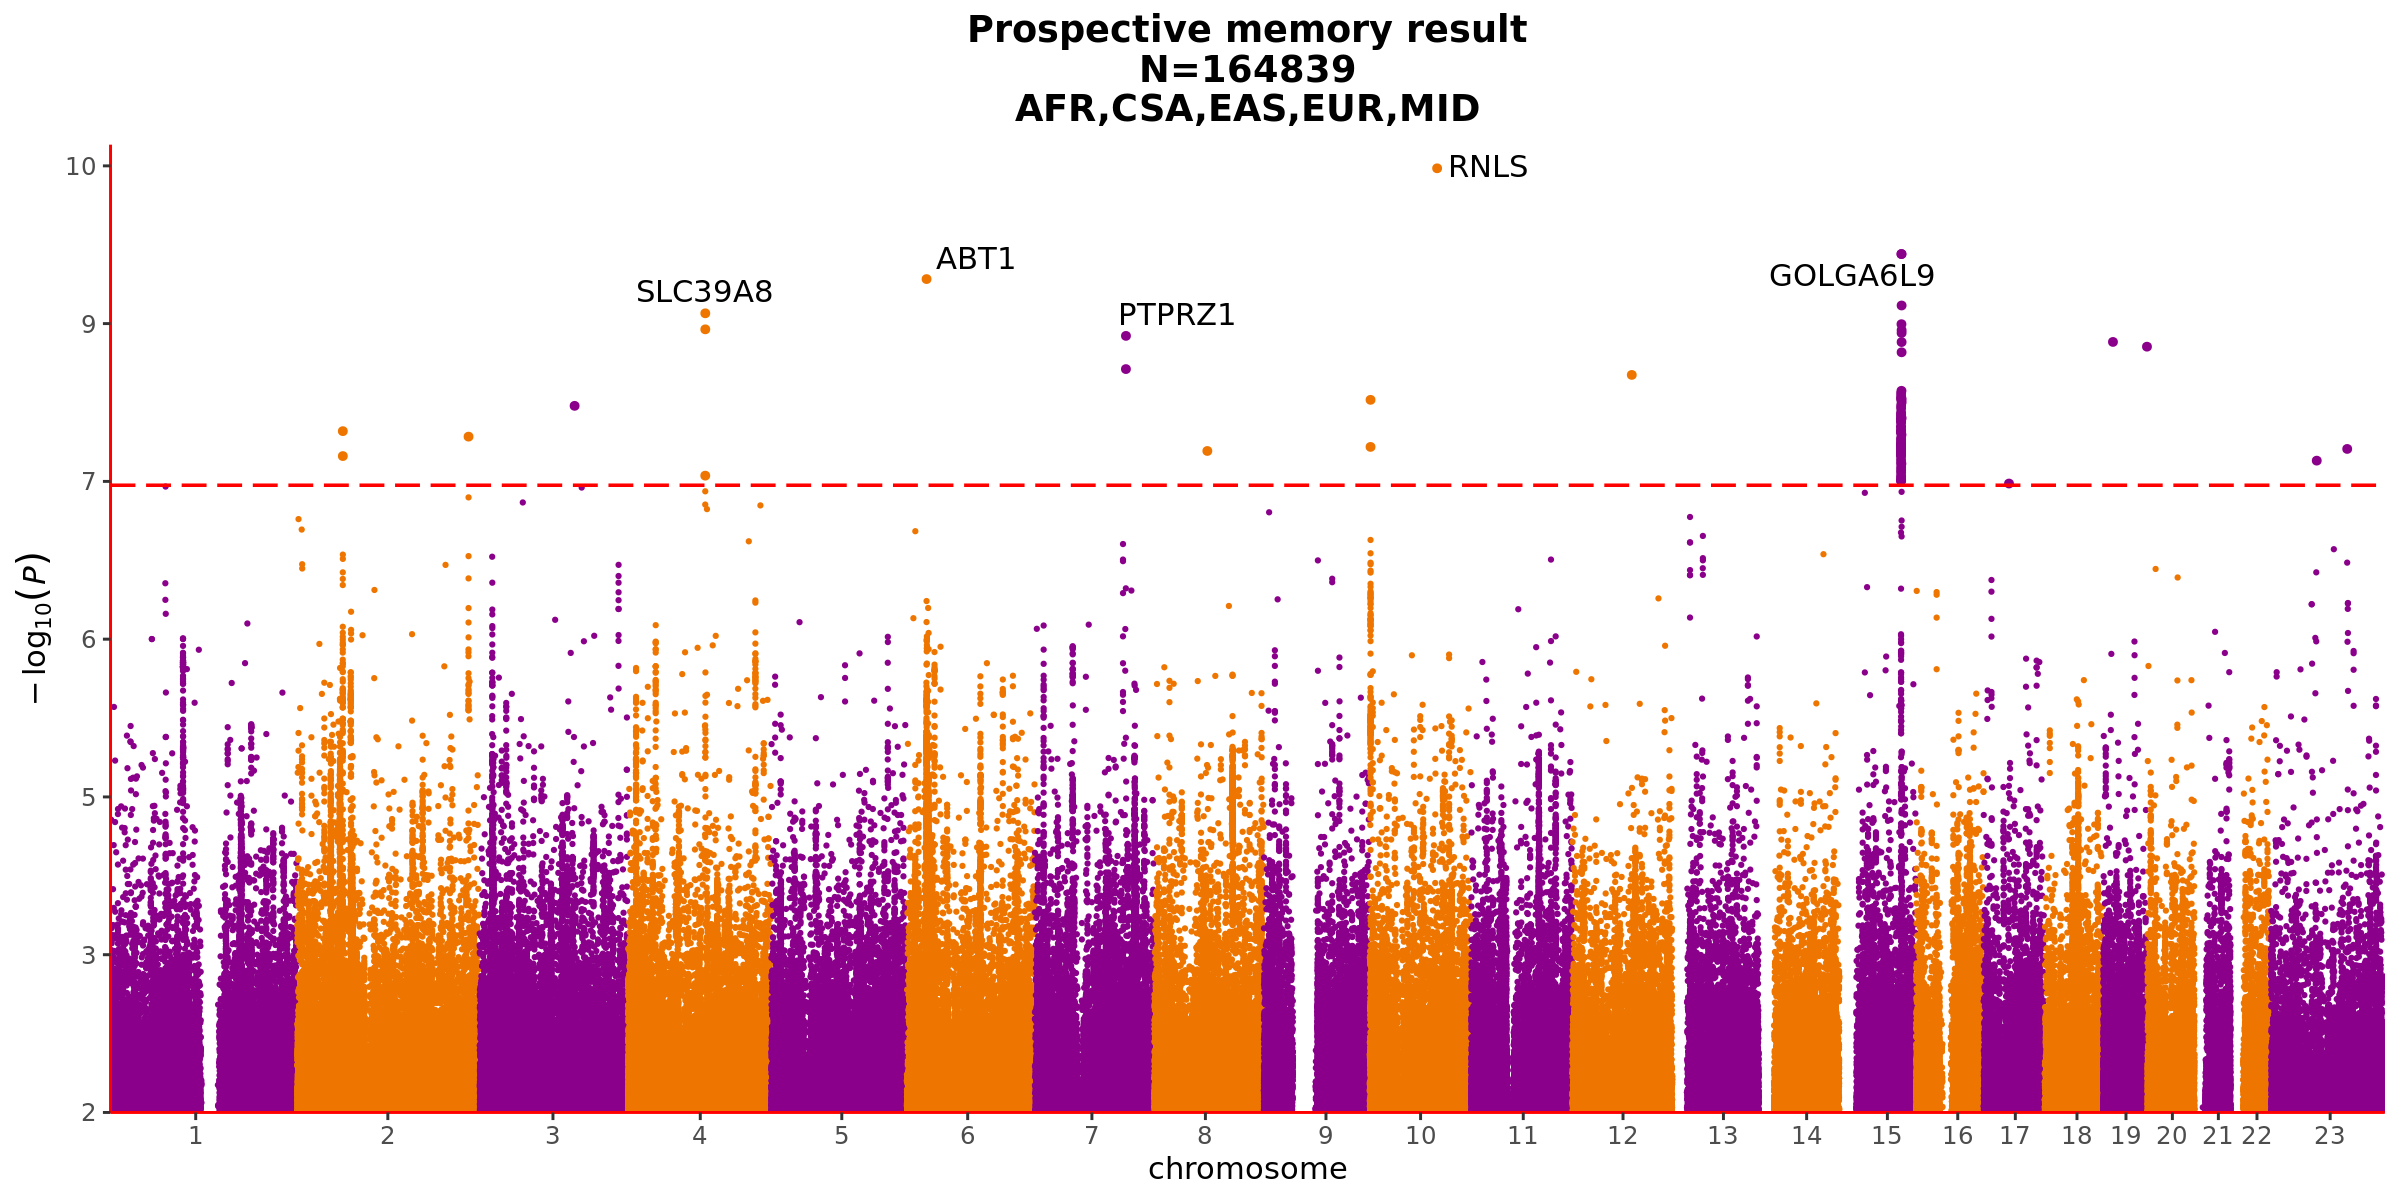 Prospective memory result
N=164839
AFR,CSA,EAS,EUR,MID
10
RNLS
ABT1
GOLGA6L9
SLC39A8
PTPRZ1
9
7
6
5
3
2
−log10(P)
1 2 3 4 5 6 7 8 9 10 11 12 13 14 15 16 17 18 19 20 21 22 23
chromosome